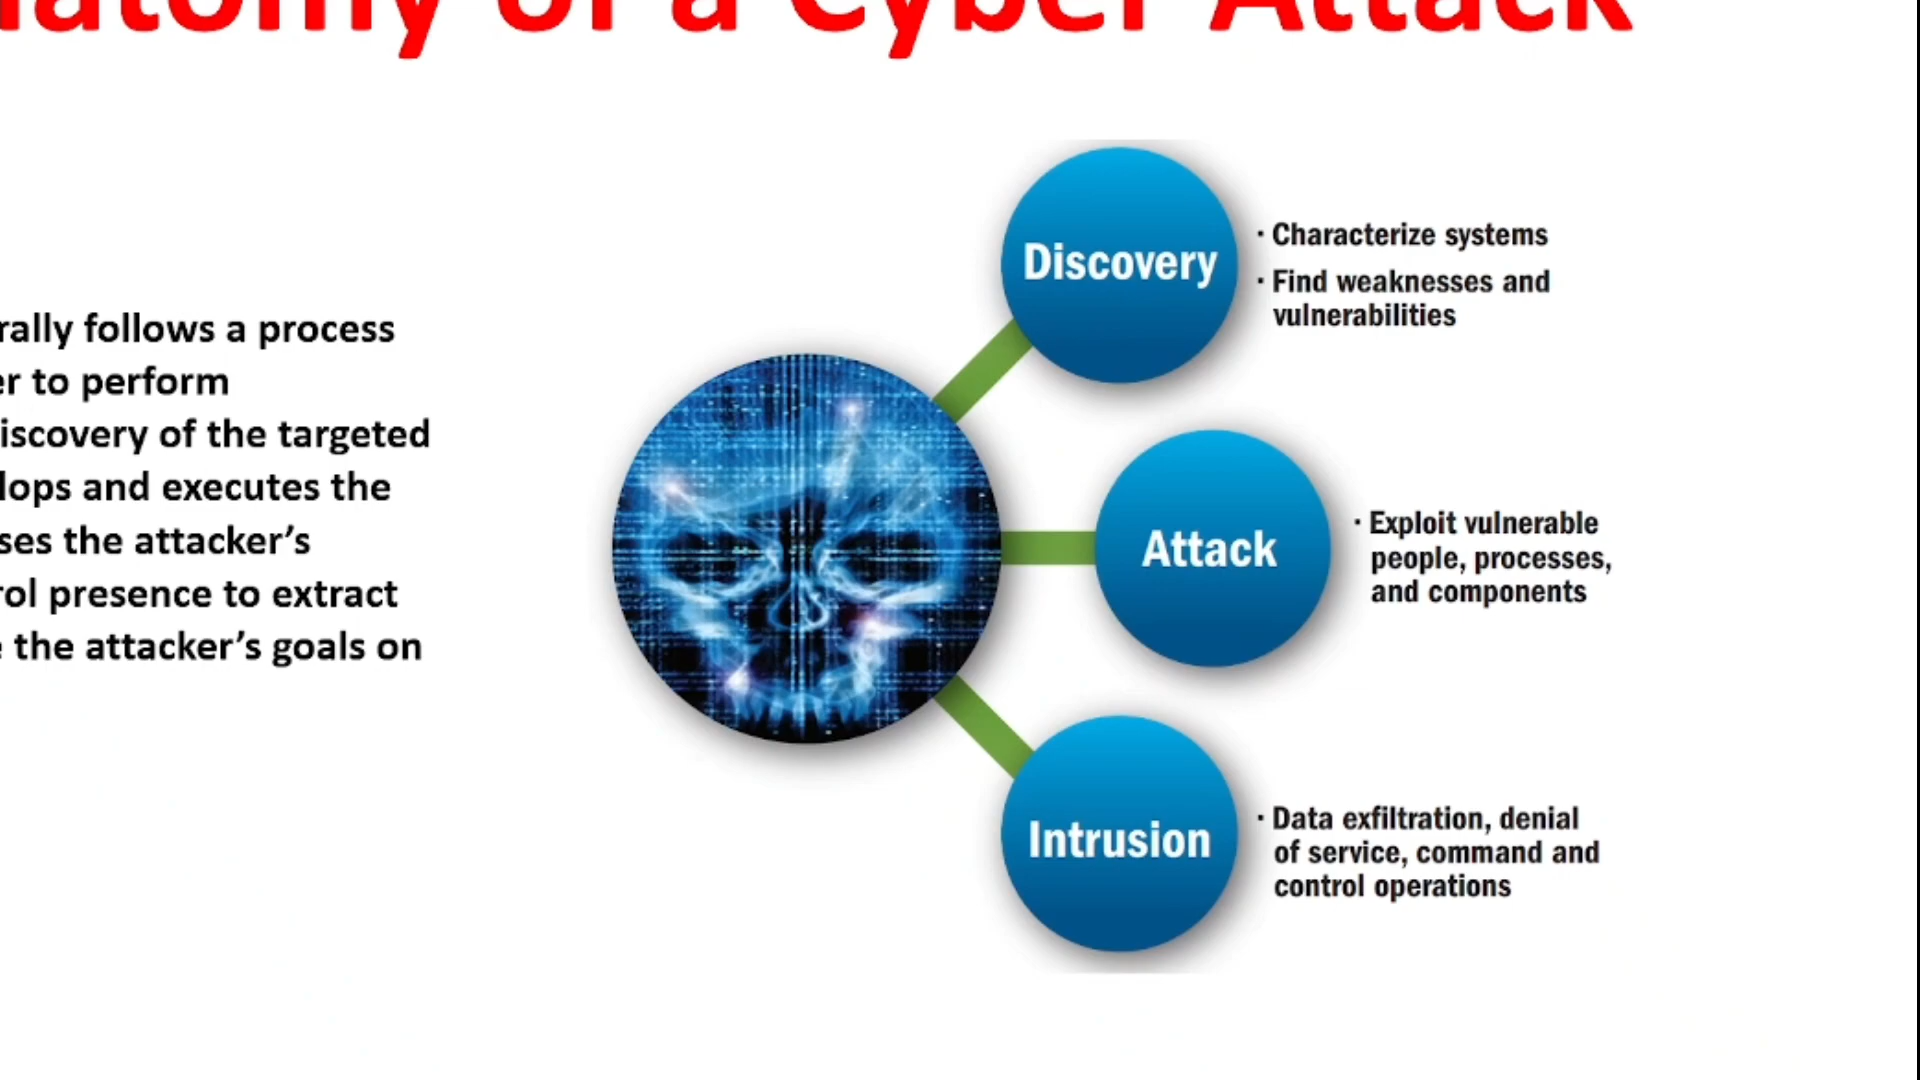 natomy of a Cyber Attack
rally follows a process
er to perform
iscovery of the targeted
lops and executes the
ses the attacker’s
rol presence to extract
e the attacker’s goals on
Discovery
· Characterize systems
· Find weaknesses and
vulnerabilities
Attack
· Exploit vulnerable
people, processes,
and components
Intrusion
· Data exfiltration, denial
of service, command and
control operations